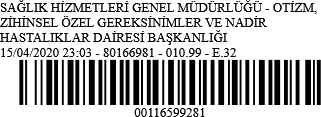 SAĞLIK HİZMETLERİ GENEL MÜDÜRLÜĞÜ - OTİZM,
ZİHİNSEL ÖZEL GEREKSİNİMLER VE NADİR
HASTALIKLAR DAİRESİ BAŞKANLIĞI
15/04/2020 23:03 - 80166981 - 010.99 - E.32
00116599281